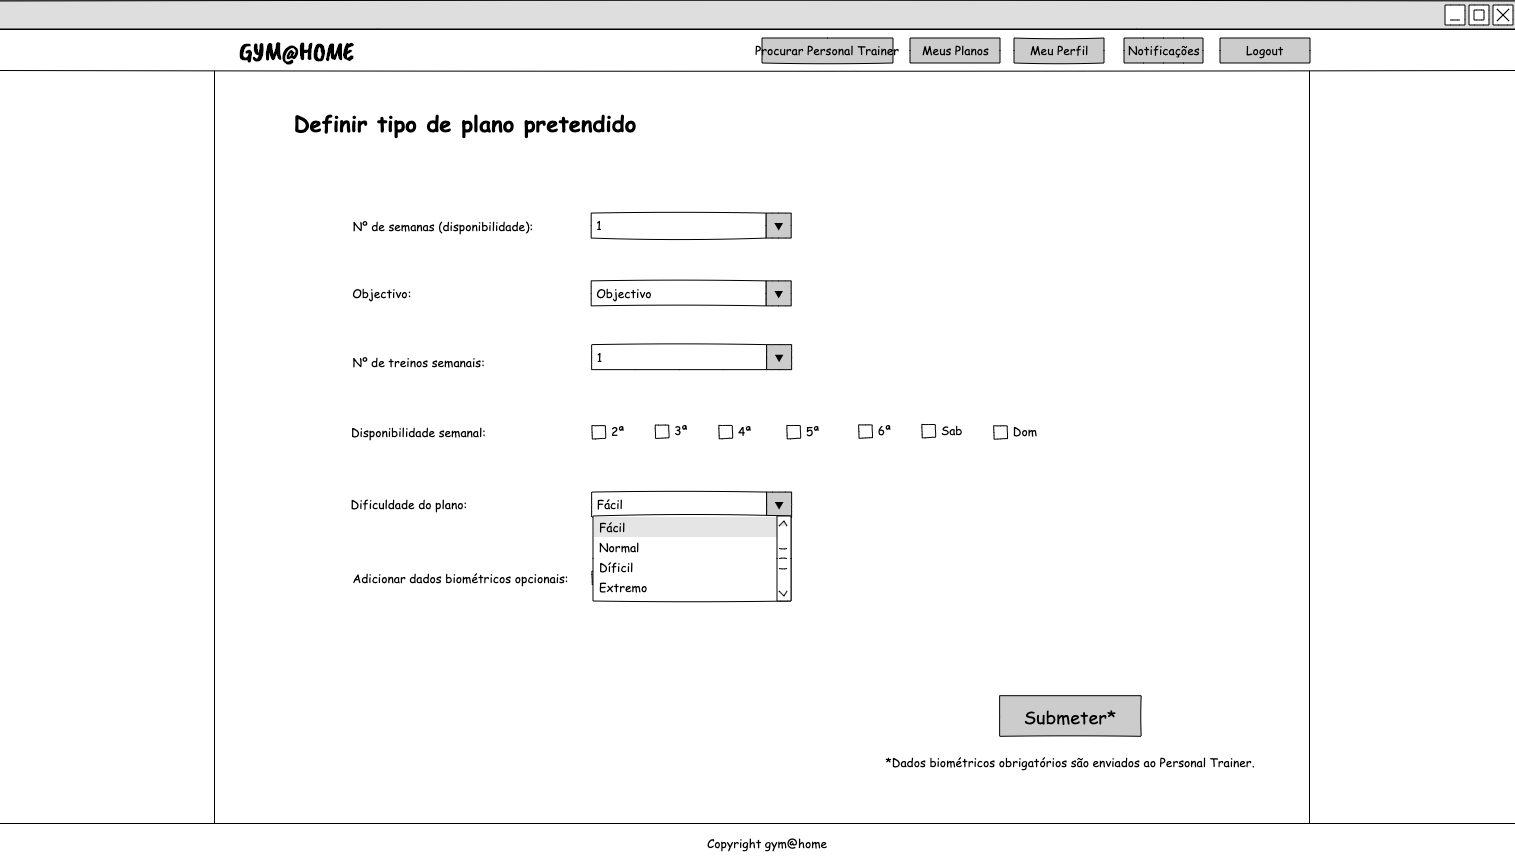 GYM@HOME
Procurar Personal Trainer
Meus Planos
Meu Perfil
Notificações
Logout
Definir tipo de plano pretendido
Nº de semanas (disponibilidade):
1
Objectivo:
Objectivo
Nº de treinos semanais:
1
Disponibilidade semanal:
2ª
3ª
4ª
5ª
6ª
Sab
Dom
Dificuldade do plano:
Fácil
Fácil
Normal
Díficil
Extremo
Adicionar dados biométricos opcionais:
Submeter*
*Dados biométricos obrigatórios são enviados ao Personal Trainer.
Copyright gym@home